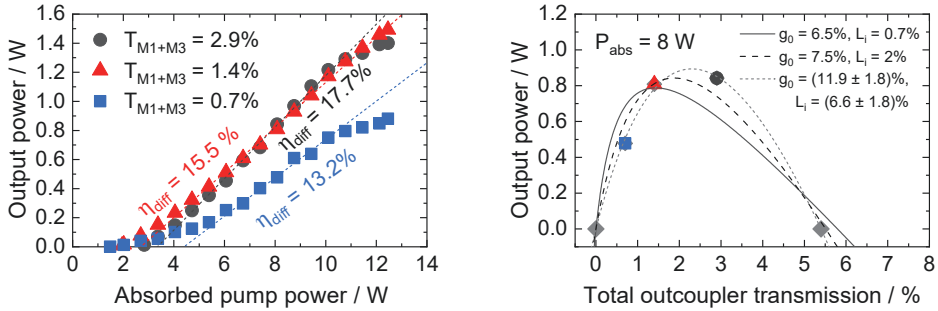 1.6
1.4
1.2
1.0
0.8
0.6
0.4
0.2
0.0
Output power / W
T_M1+M3 = 2.9%
T_M1+M3 = 1.4%
T_M1+M3 = 0.7%
η_diff = 15.5 %
η_diff = 17.7%
η_diff = 13.2%
0 2 4 6 8 10 12 14
Absorbed pump power / W
1.2
1.0
0.8
0.6
0.4
0.2
0.0
Output power / W
P_abs = 8 W
g_0 = 6.5%, L_i = 0.7%
g_0 = 7.5%, L_i = 2%
g_0 = (11.9 ± 1.8)%,
L_i = (6.6 ± 1.8)%
0 1 2 3 4 5 6 7 8
Total outcoupler transmission / %